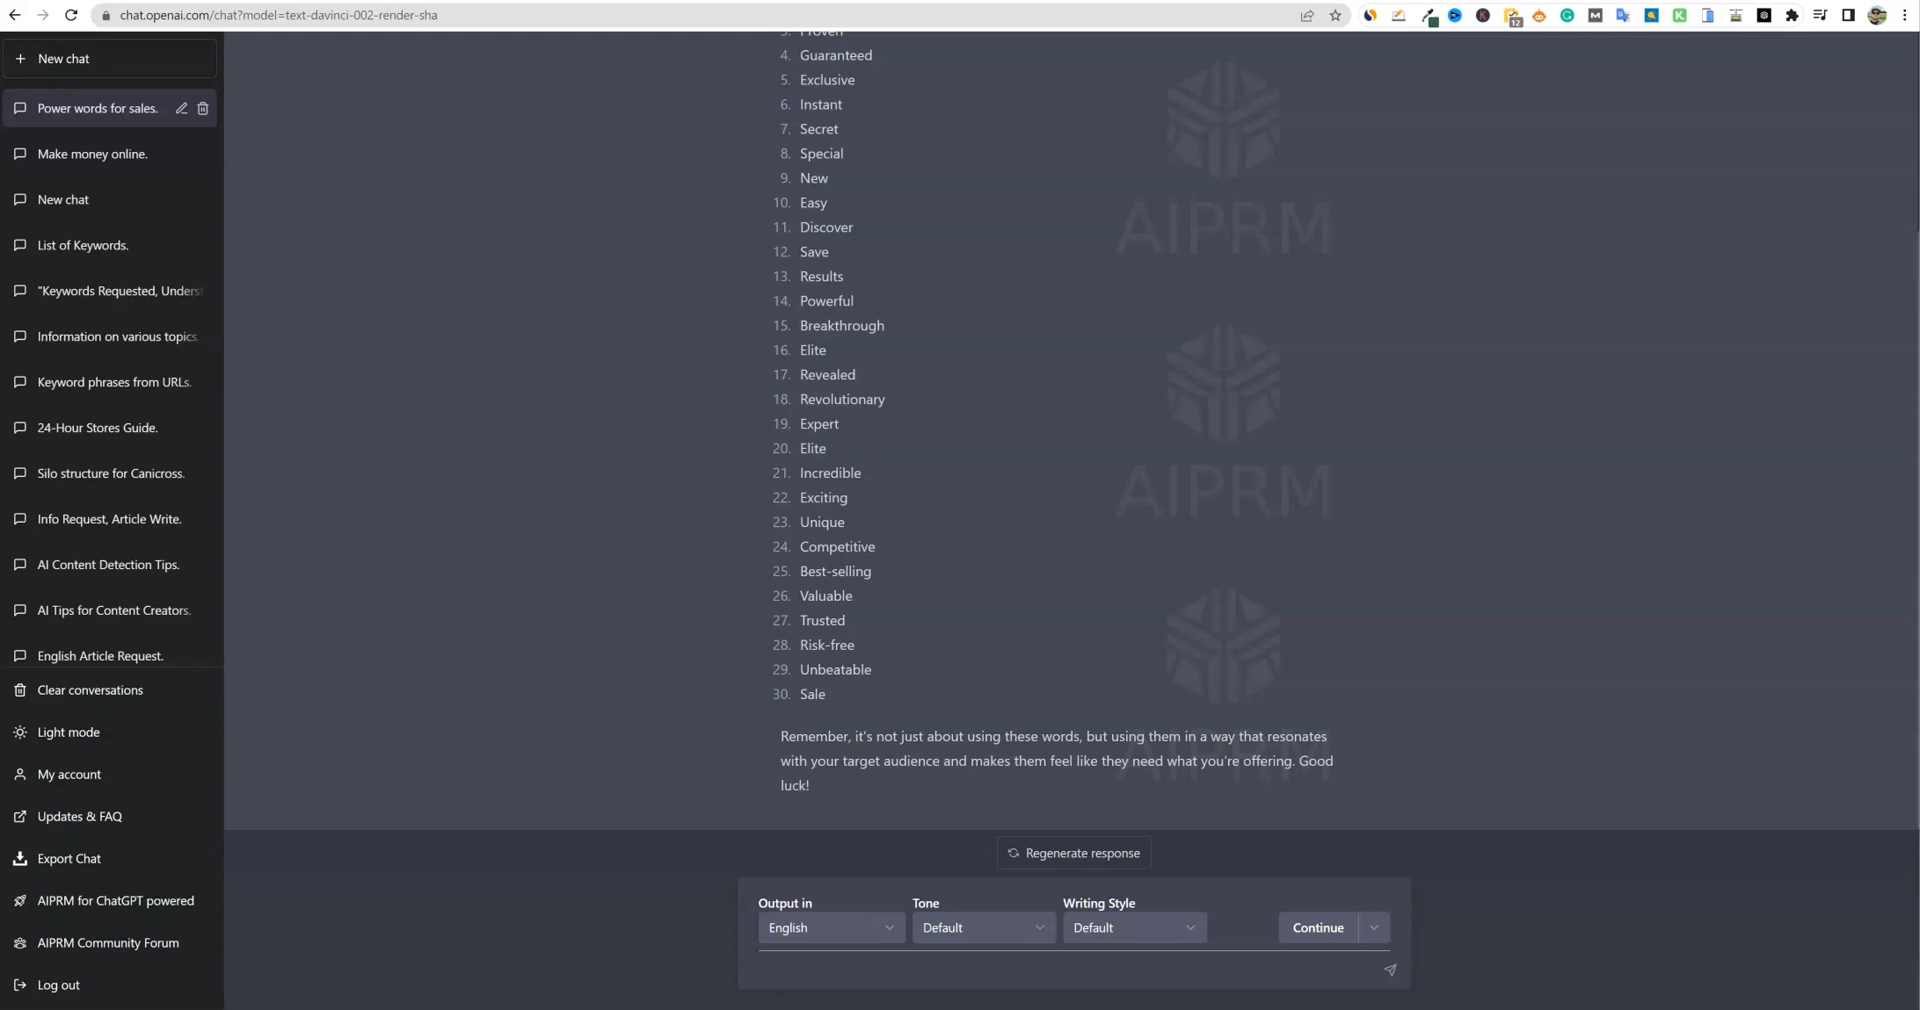 chat.openai.com/chat?model=text-davinci-002-render-sha
12
New chat
Power words for sales.
Make money online.
New chat
List of Keywords.
"Keywords Requested, Underst
Information on various topics.
Keyword phrases from URLs.
24-Hour Stores Guide.
Silo structure for Canicross.
Info Request, Article Write.
AI Content Detection Tips.
AI Tips for Content Creators.
English Article Request.
Clear conversations
Light mode
My account
Updates & FAQ
Export Chat
AIPRM for ChatGPT powered
AIPRM Community Forum
Log out
3. Proven
4. Guaranteed
5. Exclusive
6. Instant
7. Secret
8. Special
9. New
10. Easy
11. Discover
12. Save
13. Results
14. Powerful
15. Breakthrough
16. Elite
17. Revealed
18. Revolutionary
19. Expert
20. Elite
21. Incredible
22. Exciting
23. Unique
24. Competitive
25. Best-selling
26. Valuable
27. Trusted
28. Risk-free
29. Unbeatable
30. Sale
Remember, it's not just about using these words, but using them in a way that resonates
with your target audience and makes them feel like they need what you're offering. Good
luck!
AIPRM
AIPRM
AIPRM
Regenerate response
Output in
Tone
Writing Style
English
Default
Default
Continue